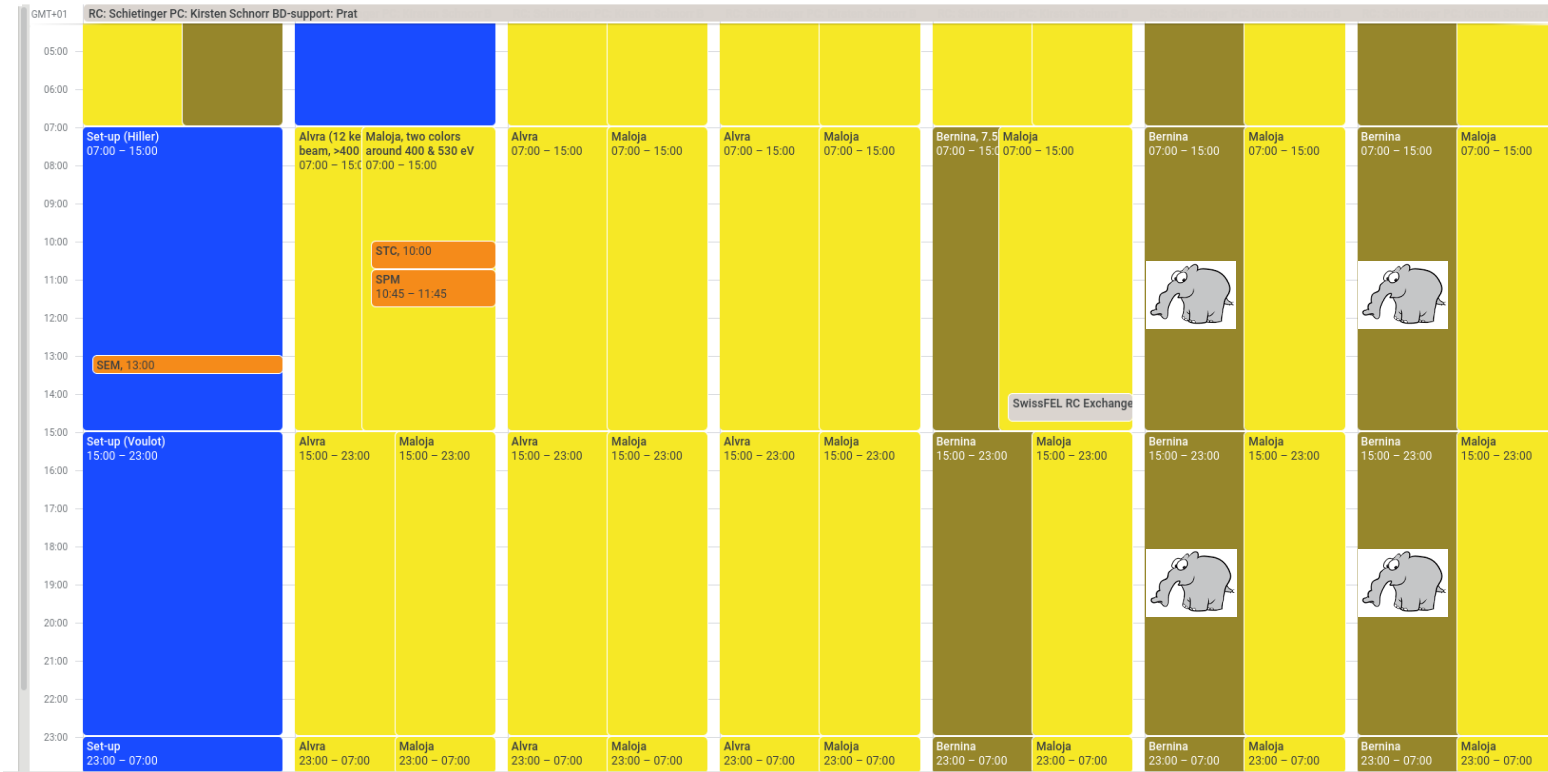 GMT+01
RC: Schietinger PC: Kirsten Schnorr BD-support: Prat
05:00
06:00
07:00
08:00
09:00
10:00
11:00
12:00
13:00
14:00
15:00
16:00
17:00
18:00
19:00
20:00
21:00
22:00
23:00
Set-up (Hiller)
07:00 – 15:00
SEM, 13:00
Set-up (Voulot)
15:00 – 23:00
Set-up
23:00 – 07:00
Alvra (12 ke
beam, >400
07:00 – 15:0
Maloja, two colors
around 400 & 530 eV
07:00 – 15:00
STC, 10:00
SPM
10:45 – 11:45
Alvra
15:00 – 23:00
Maloja
15:00 – 23:00
Alvra
23:00 – 07:00
Maloja
23:00 – 07:00
Alvra
07:00 – 15:00
Maloja
07:00 – 15:00
Alvra
15:00 – 23:00
Maloja
15:00 – 23:00
Alvra
23:00 – 07:00
Maloja
23:00 – 07:00
Alvra
07:00 – 15:00
Maloja
07:00 – 15:00
Alvra
15:00 – 23:00
Maloja
15:00 – 23:00
Alvra
23:00 – 07:00
Maloja
23:00 – 07:00
Bernina, 7.5
07:00 – 15:0
Maloja
07:00 – 15:00
SwissFEL RC Exchange
Bernina
15:00 – 23:00
Maloja
15:00 – 23:00
Bernina
23:00 – 07:00
Maloja
23:00 – 07:00
Bernina
07:00 – 15:00
Maloja
07:00 – 15:00
Bernina
15:00 – 23:00
Maloja
15:00 – 23:00
Bernina
23:00 – 07:00
Maloja
23:00 – 07:00
Bernina
07:00 – 15:00
Maloja
07:00 – 15:00
Bernina
15:00 – 23:00
Maloja
15:00 – 23:00
Bernina
23:00 – 07:00
Maloja
23:00 – 07:00